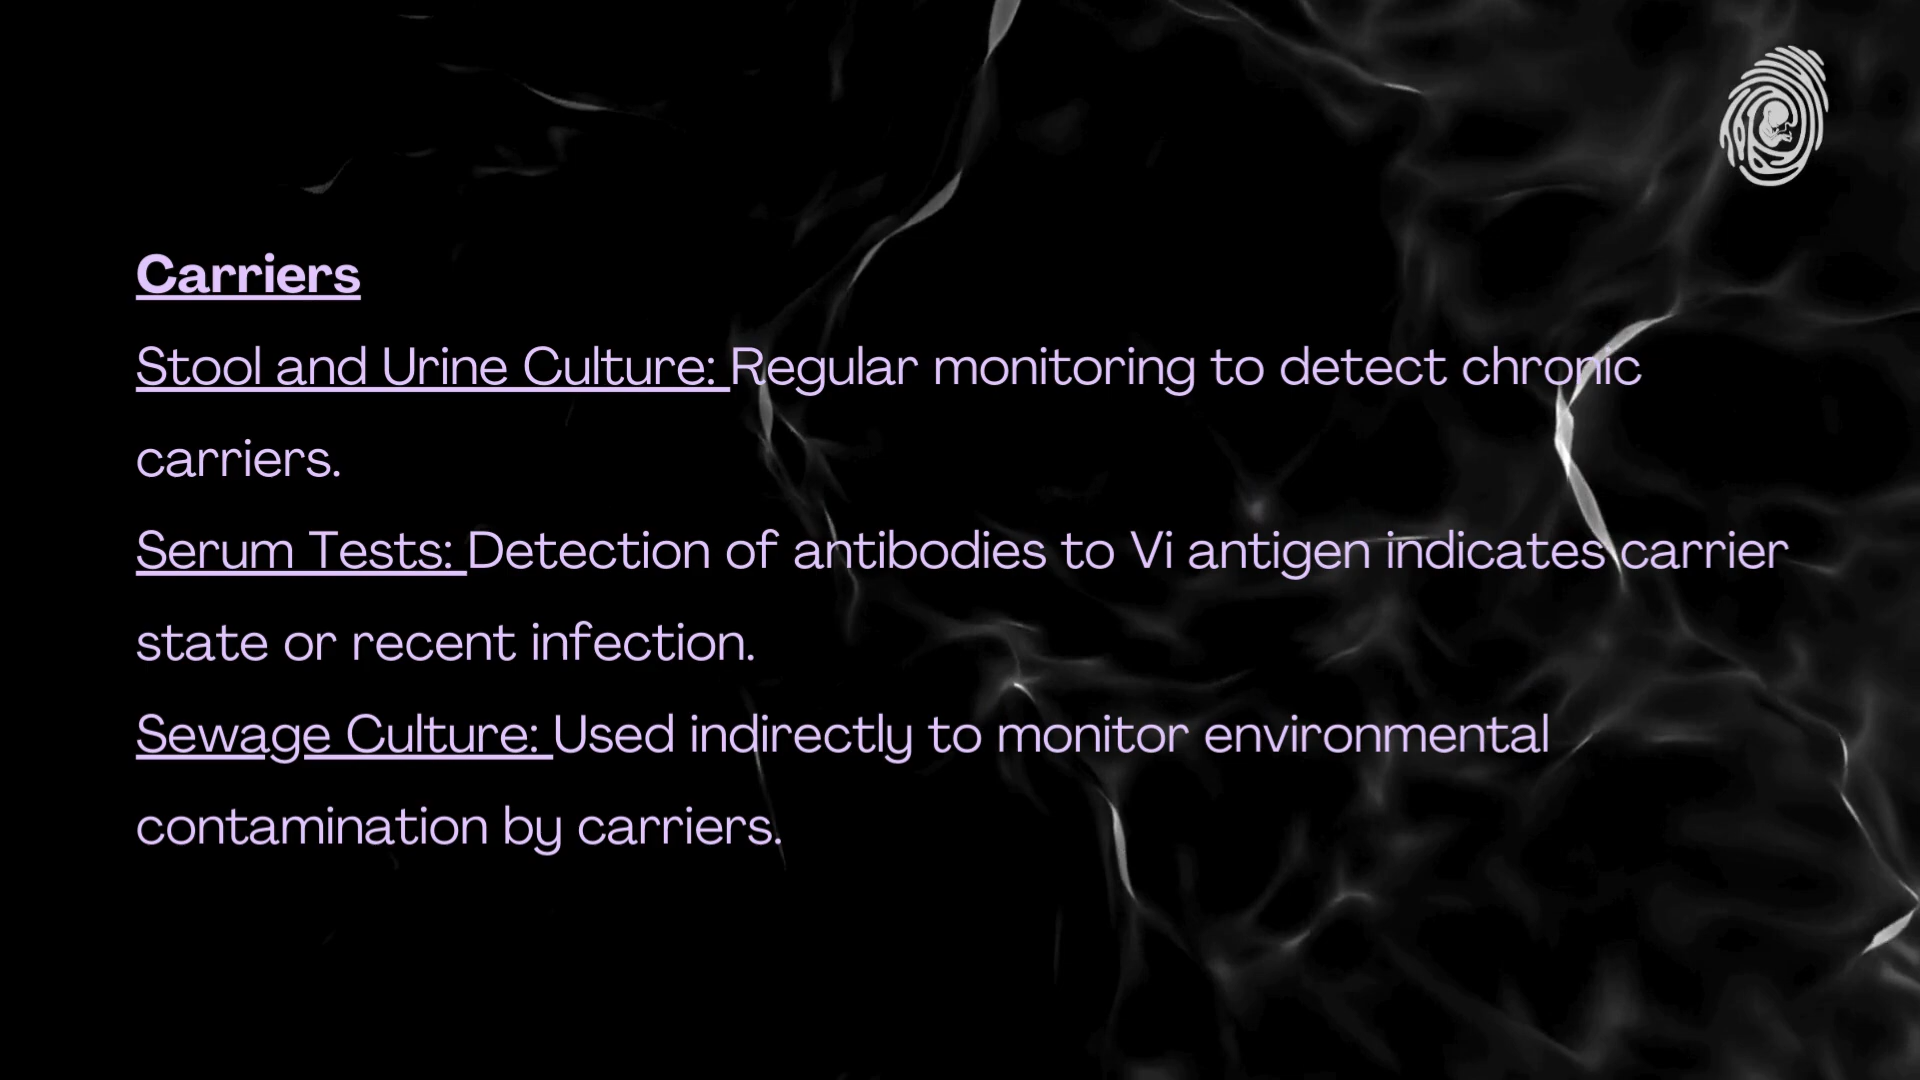 Carriers
Stool and Urine Culture: Regular monitoring to detect chronic
carriers.
Serum Tests: Detection of antibodies to Vi antigen indicates carrier
state or recent infection.
Sewage Culture: Used indirectly to monitor environmental
contamination by carriers.